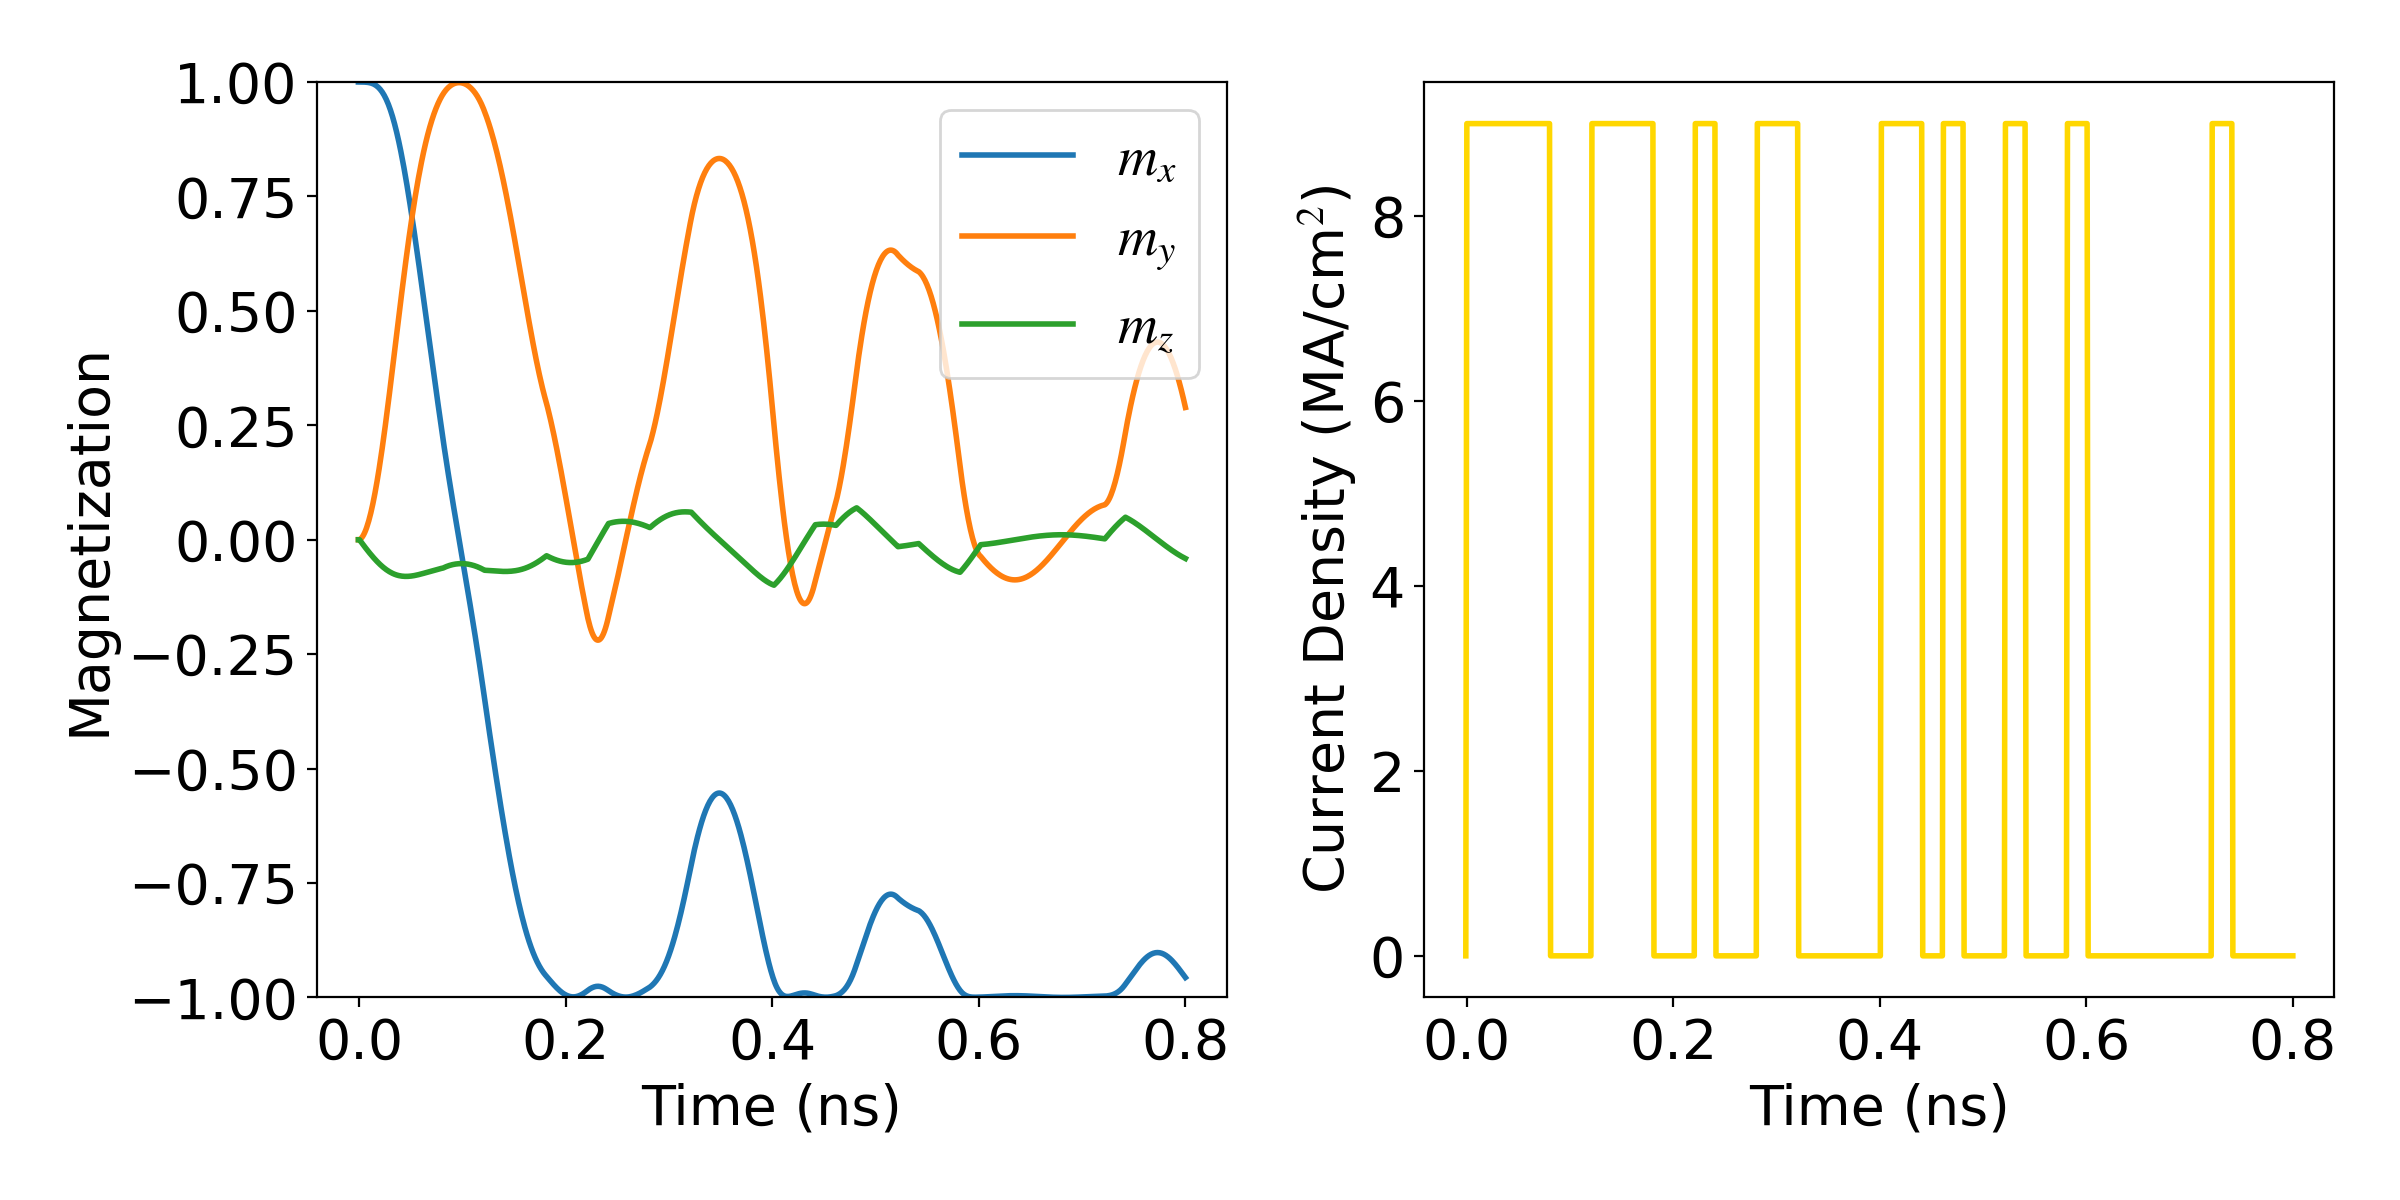 1.00
0.75
0.50
0.25
0.00
−0.25
−0.50
−0.75
−1.00
Magnetization
0.0 0.2 0.4 0.6 0.8
Time (ns)
m_x
m_y
m_z
8
6
4
2
0
Current Density (MA/cm²)
0.0 0.2 0.4 0.6 0.8
Time (ns)